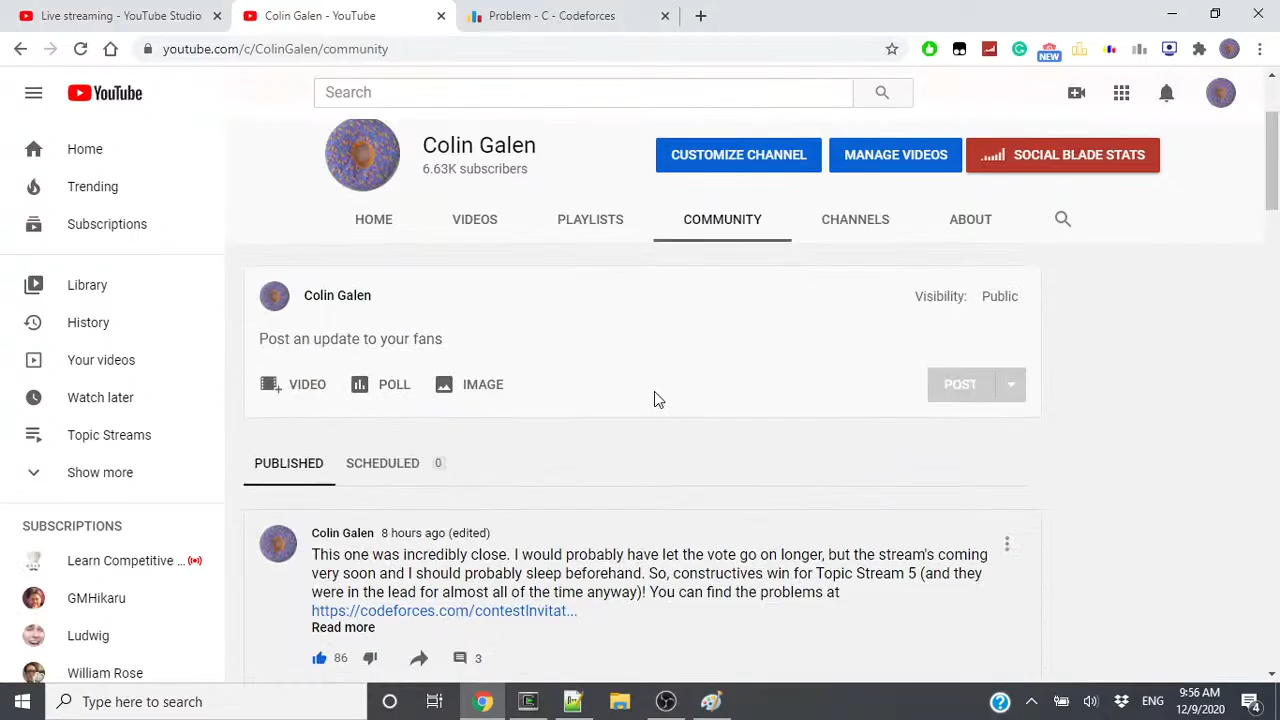 Live streaming - YouTube Studio
Colin Galen - YouTube
Problem - C - Codeforces
youtube.com/c/ColinGalen/community
NEW
YouTube
Search
Home
Trending
Subscriptions
Library
History
Your videos
Watch later
Topic Streams
Show more
SUBSCRIPTIONS
Learn Competitive ...
GMHikaru
Ludwig
William Rose
Colin Galen
6.63K subscribers
CUSTOMIZE CHANNEL
MANAGE VIDEOS
SOCIAL BLADE STATS
HOME VIDEOS PLAYLISTS COMMUNITY CHANNELS ABOUT
Colin Galen
Visibility: Public
Post an update to your fans
VIDEO POLL IMAGE
POST
PUBLISHED SCHEDULED 0
Colin Galen 8 hours ago (edited)
This one was incredibly close. I would probably have let the vote go on longer, but the stream's coming
very soon and I should probably sleep beforehand. So, constructives win for Topic Stream 5 (and they
were in the lead for almost all of the time anyway)! You can find the problems at
https://codeforces.com/contestInvitat...
Read more
86 3
Type here to search
ENG
9:56 AM
12/9/2020
4